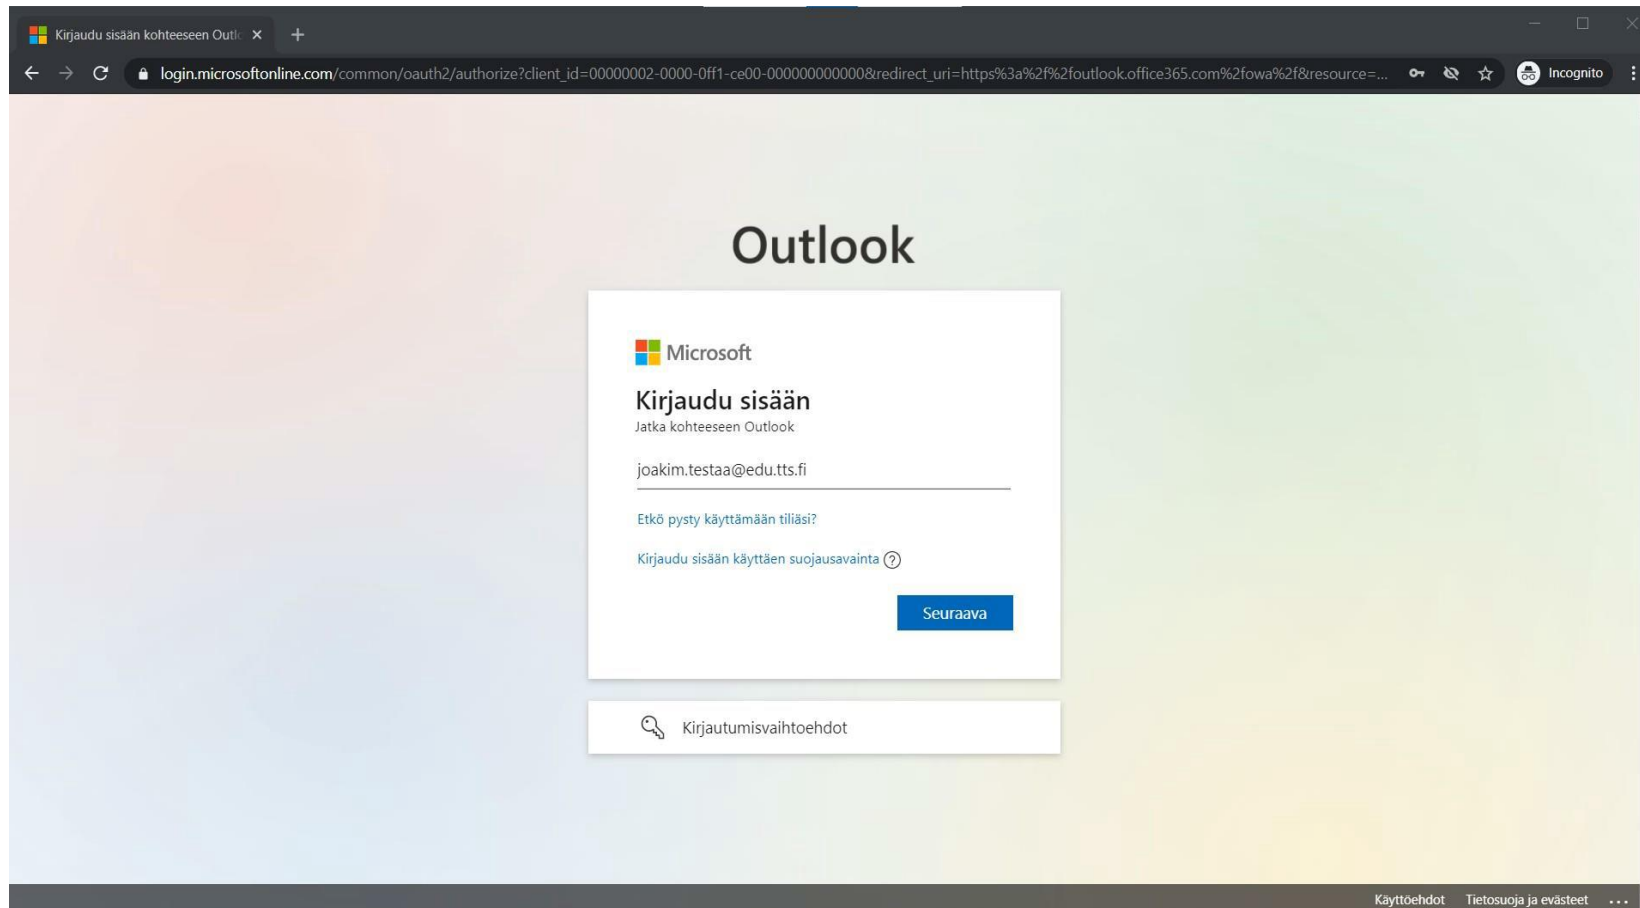 Kirjaudu sisään kohteeseen Outlo
login.microsoftonline.com/common/oauth2/authorize?client_id=00000002-0000-0ff1-ce00-000000000000&redirect_uri=https%3a%2f%2foutlook.office365.com%2fowa%2f&resource=...
Incognito
Outlook
Microsoft
Kirjaudu sisään
Jatka kohteeseen Outlook
joakim.testaa@edu.tts.fi
Etkö pysty käyttämään tiliäsi?
Kirjaudu sisään käyttäen suojausavainta ?
Seuraava
Kirjautumisvaihtoehdot
Käyttöehdot Tietosuoja ja evästeet ...